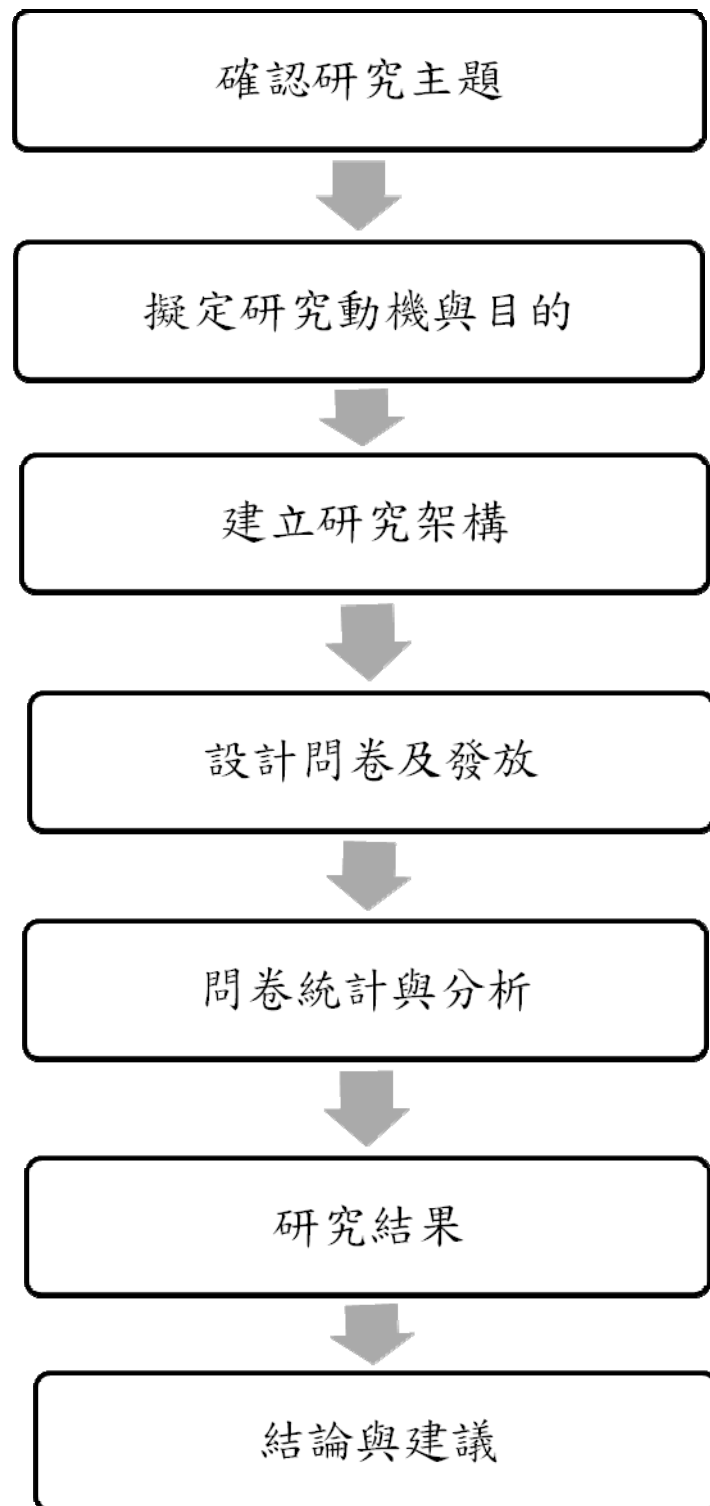 確認研究主題
擬定研究動機與目的
建立研究架構
設計問卷及發放
問卷統計與分析
研究結果
結論與建議